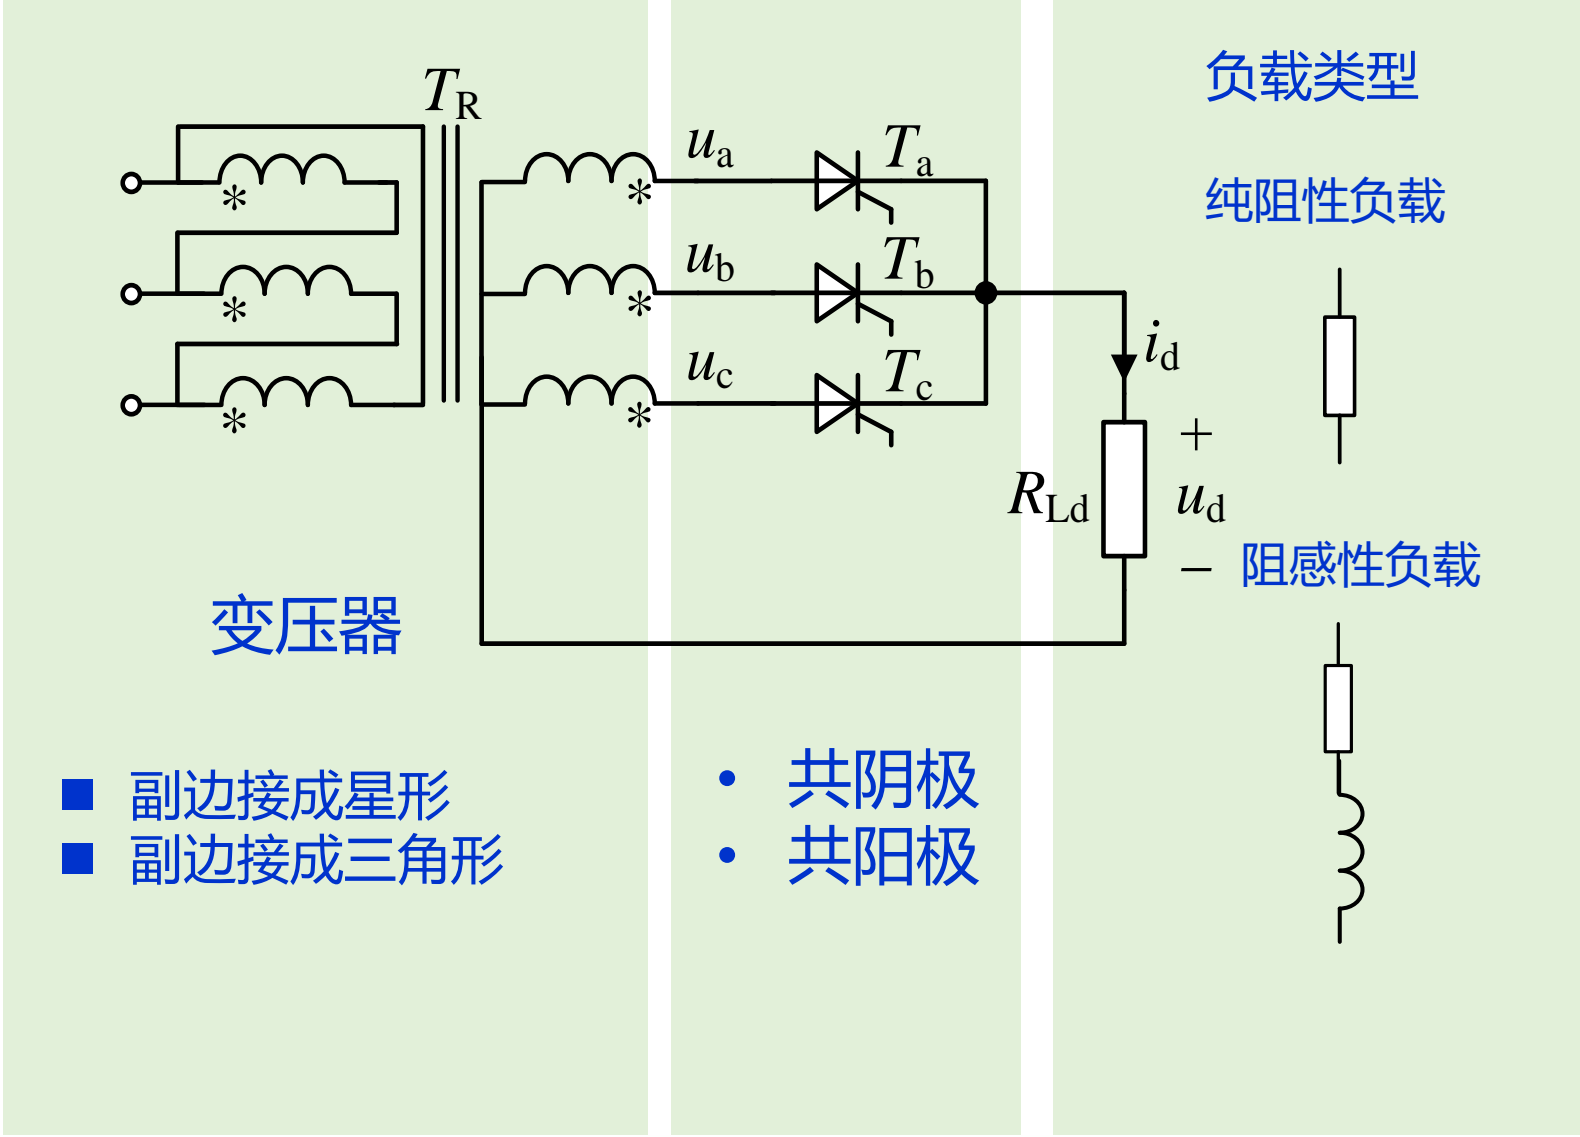 T_R
*
*
*
*
*
*
u_a
T_a
u_b
T_b
u_c
T_c
i_d
R_Ld
+
u_d
−
变压器
■ 副边接成星形
■ 副边接成三角形
• 共阴极
• 共阳极
负载类型
纯阻性负载
阻感性负载